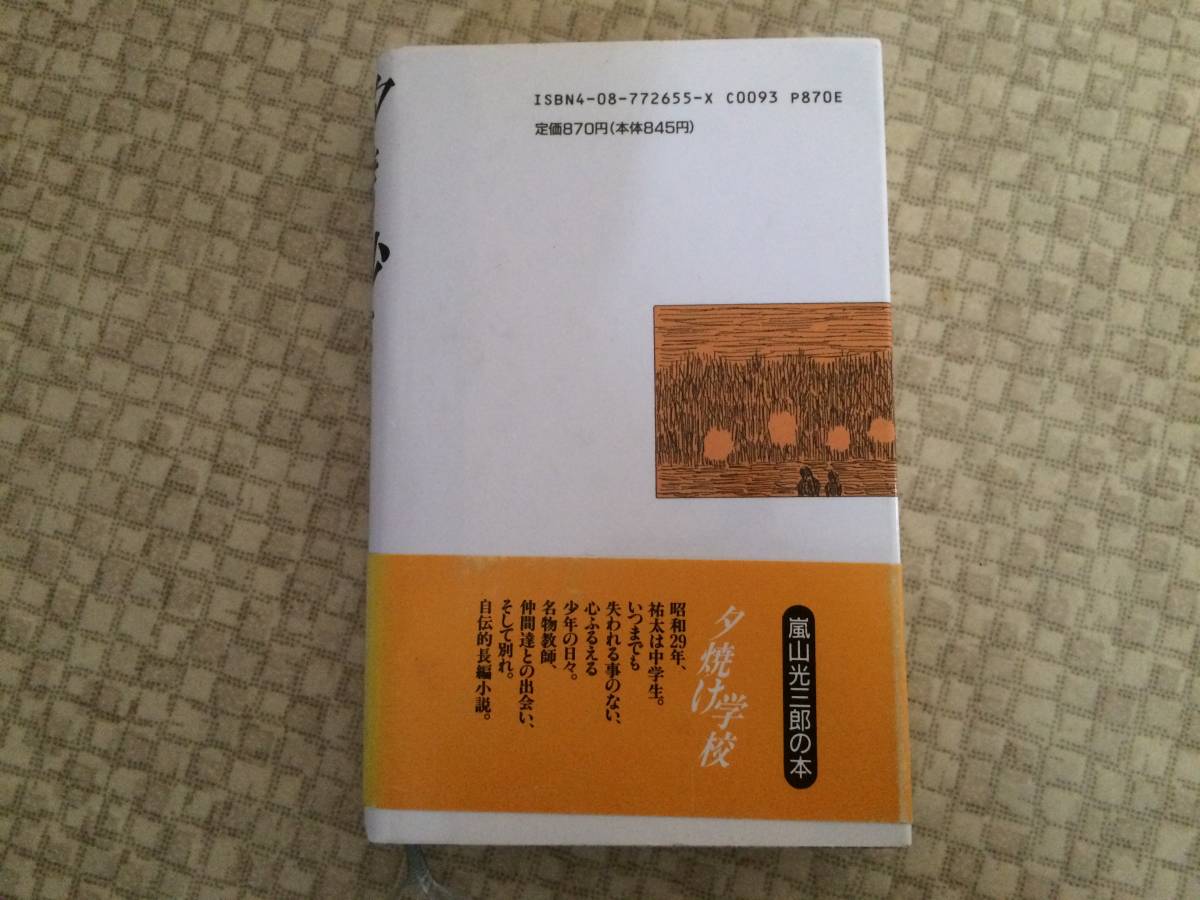 ISBN4-08-772655-X C0093 P870E
定価870円(本体845円)
嵐山光三郎の本
夕焼け学校
昭和29年、
祐太は中学生。
いつまでも
失われる事のない、
心ふるえる
少年の日々。
名物教師、
仲間達との出会い、
そして別れ。
自伝的長編小説。